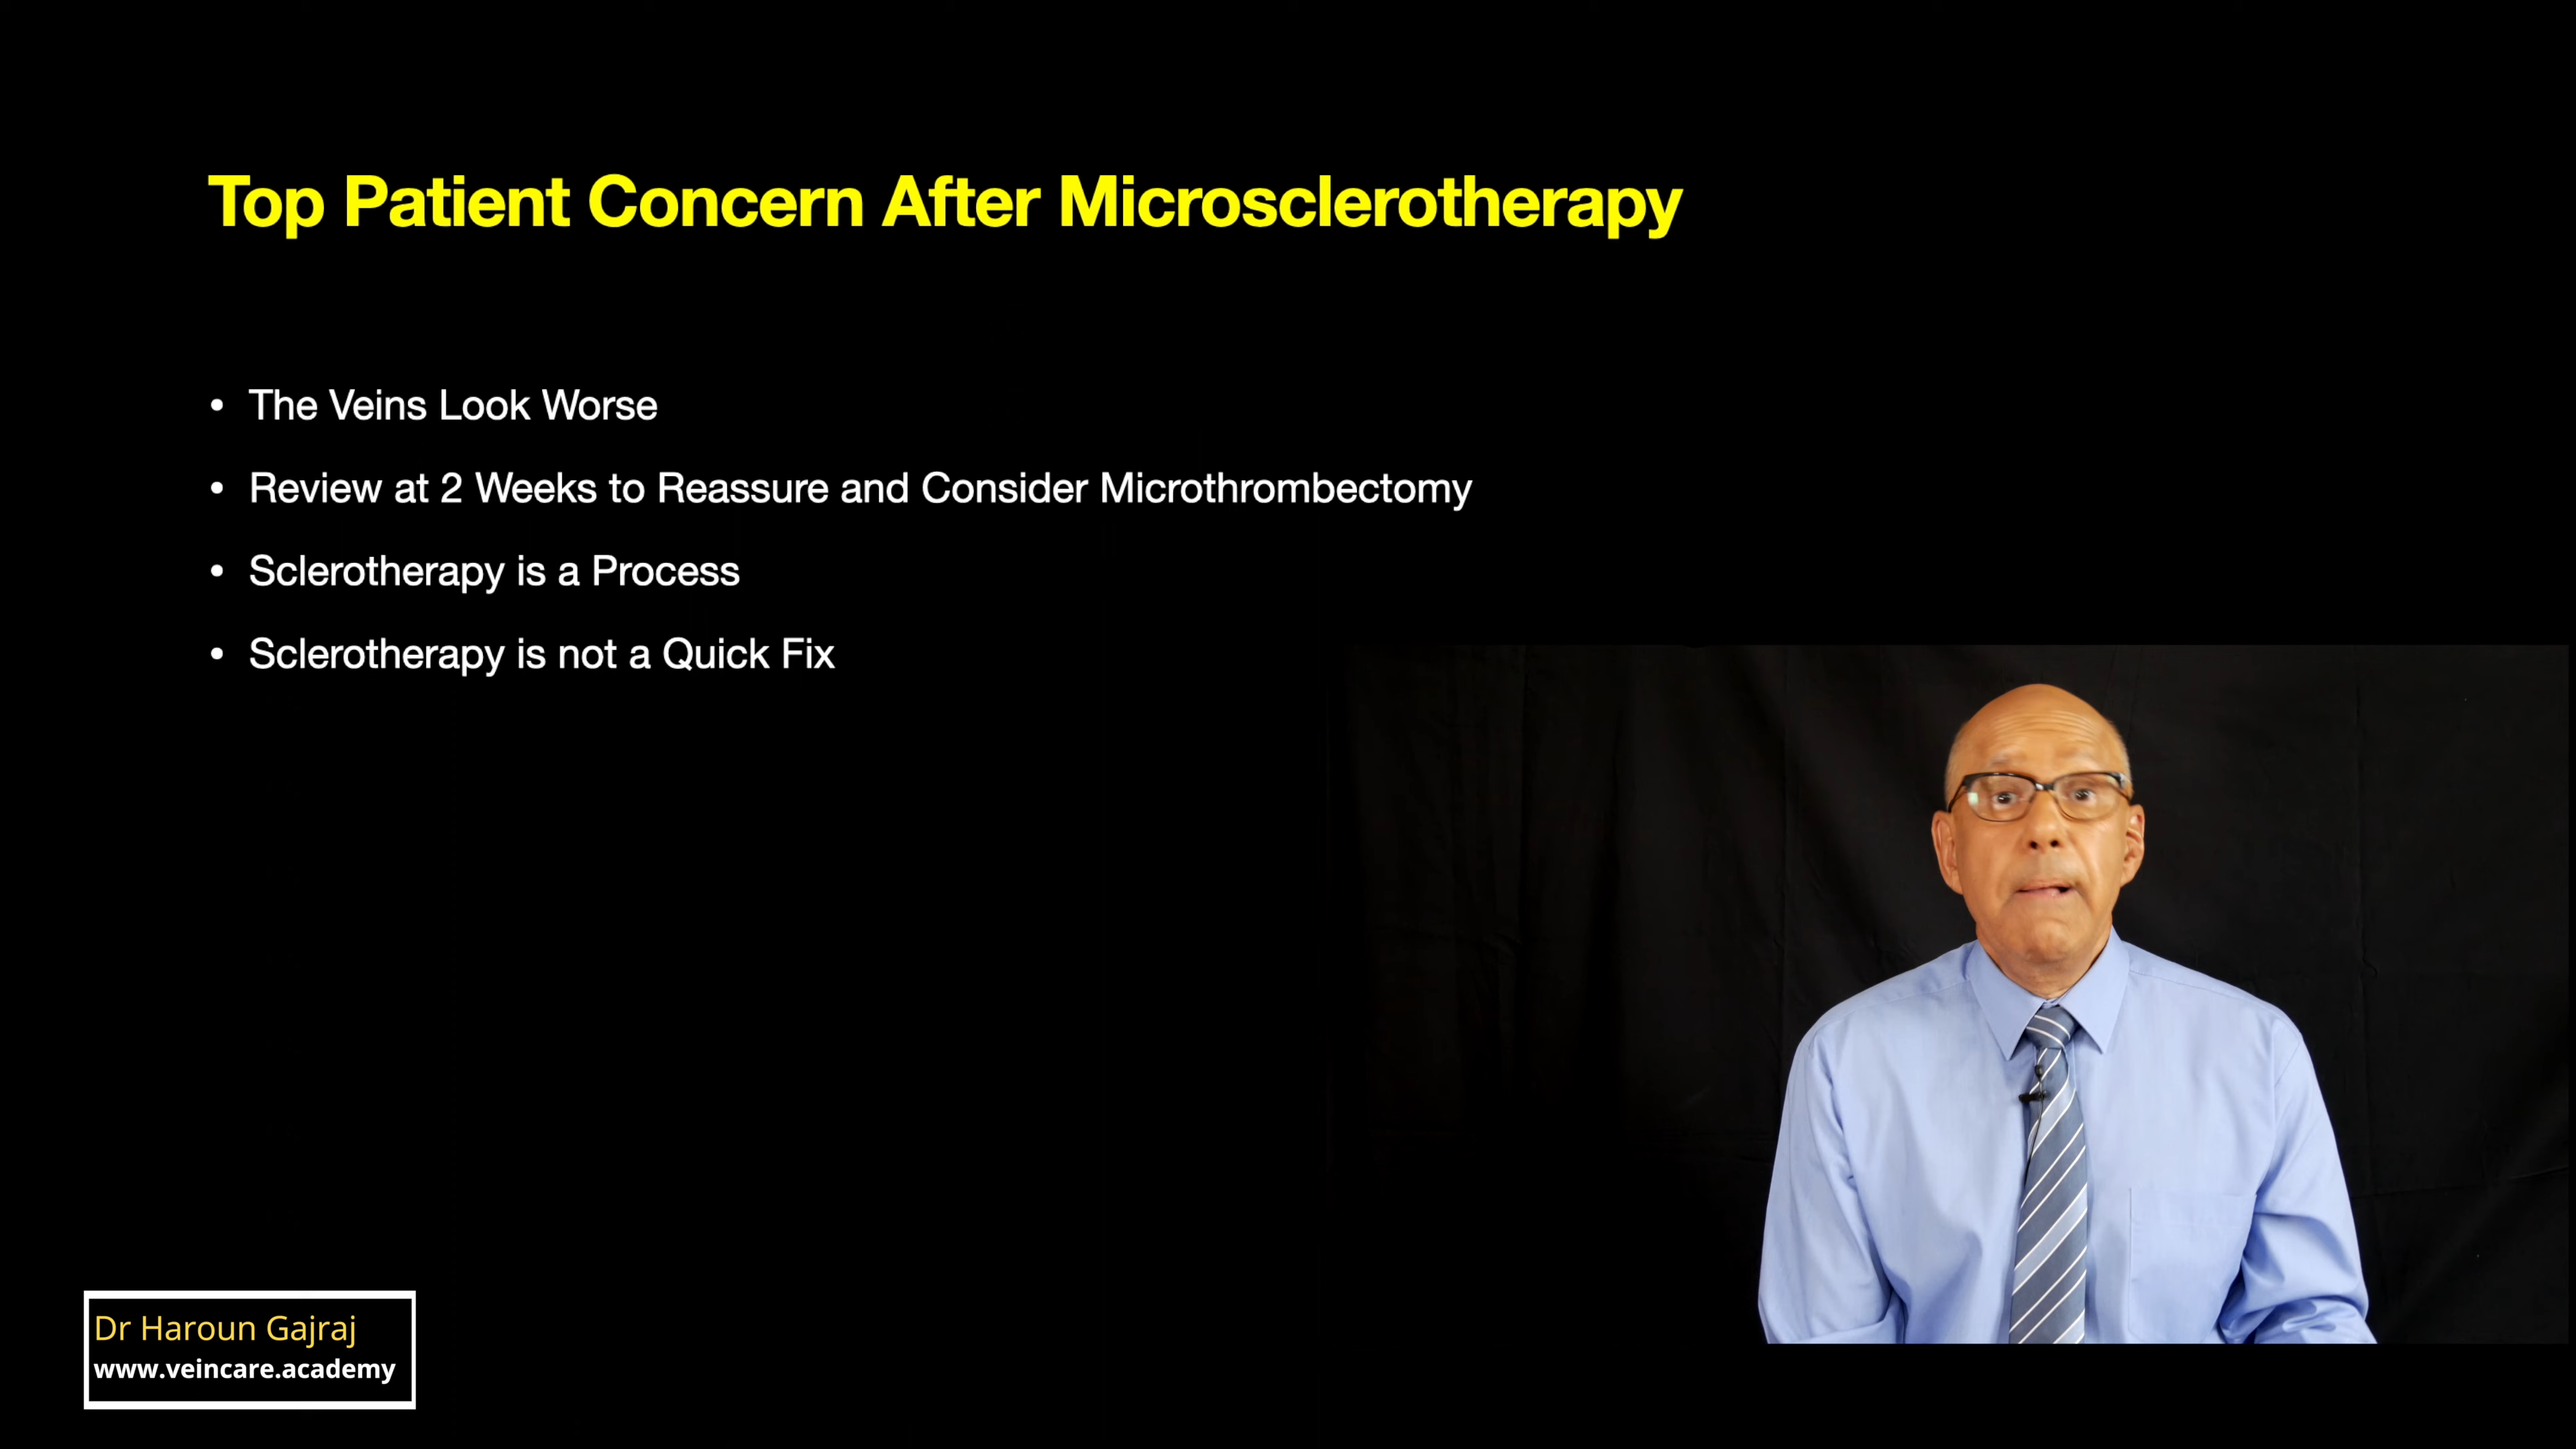 Top Patient Concern After Microsclerotherapy
• The Veins Look Worse
• Review at 2 Weeks to Reassure and Consider Microthrombectomy
• Sclerotherapy is a Process
• Sclerotherapy is not a Quick Fix
Dr Haroun Gajraj
www.veincare.academy